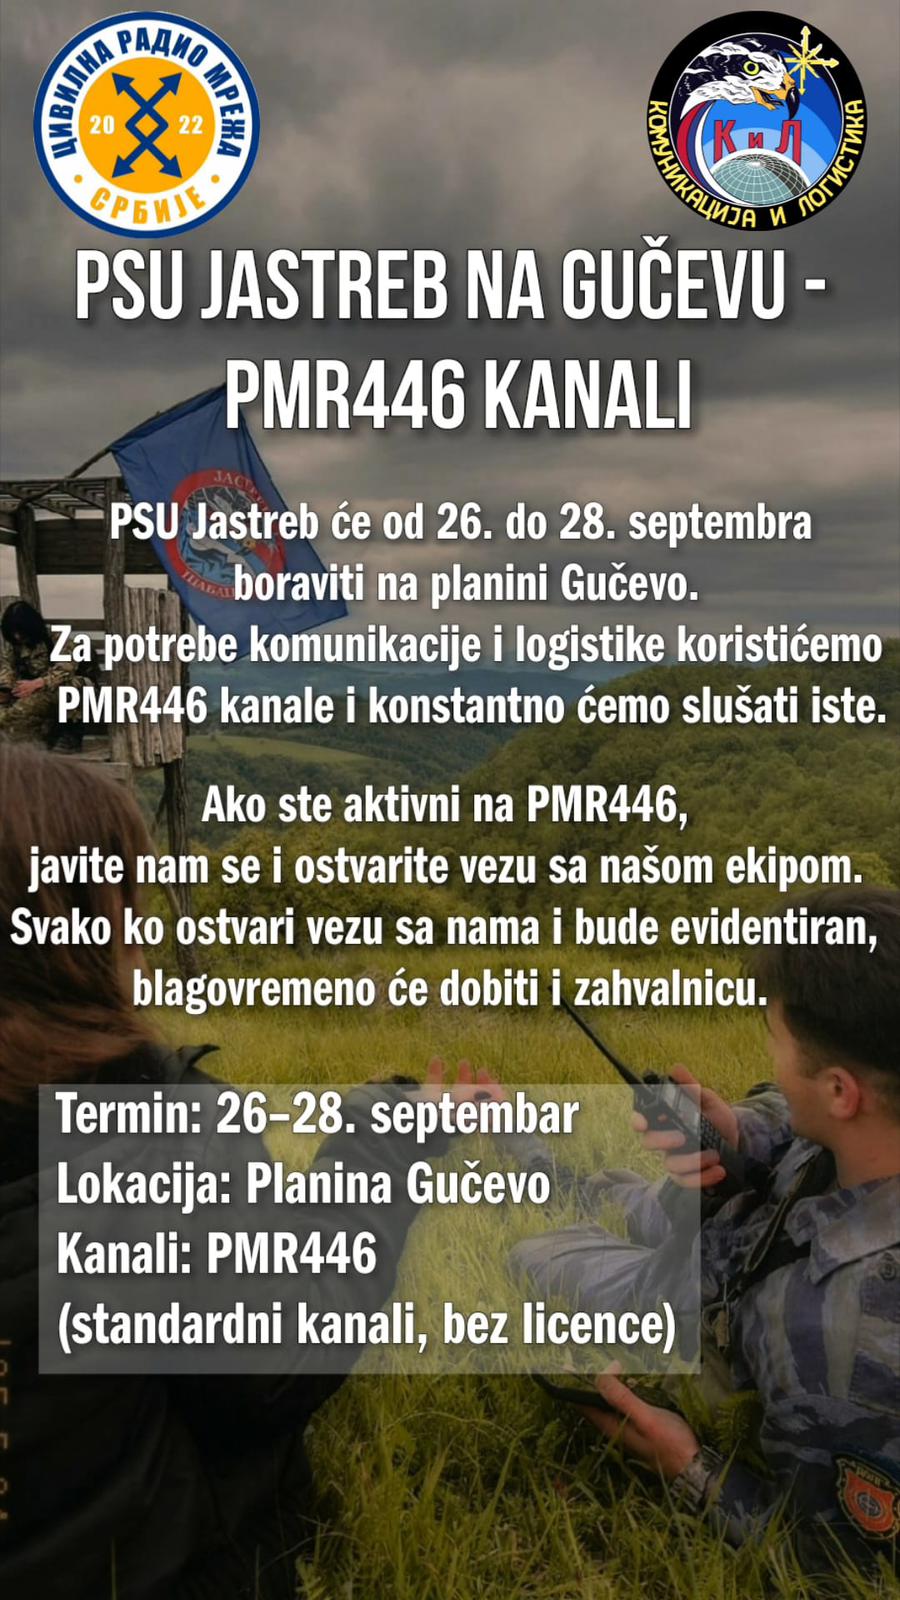 ЦИВИЛНА РАДИО МРЕЖА
20 22
СРБИЈЕ
КиЛ
КОМУНИКАЦИЈА И ЛОГИСТИКА
PSU JASTREB NA GUČEVU -
PMR446 KANALI
PSU Jastreb će od 26. do 28. septembra
boraviti na planini Gučevo.
Za potrebe komunikacije i logistike koristićemo
PMR446 kanale i konstantno ćemo slušati iste.
Ako ste aktivni na PMR446,
javite nam se i ostvarite vezu sa našom ekipom.
Svako ko ostvari vezu sa nama i bude evidentiran,
blagovremeno će dobiti i zahvalnicu.
Termin: 26–28. septembar
Lokacija: Planina Gučevo
Kanali: PMR446
(standardni kanali, bez licence)